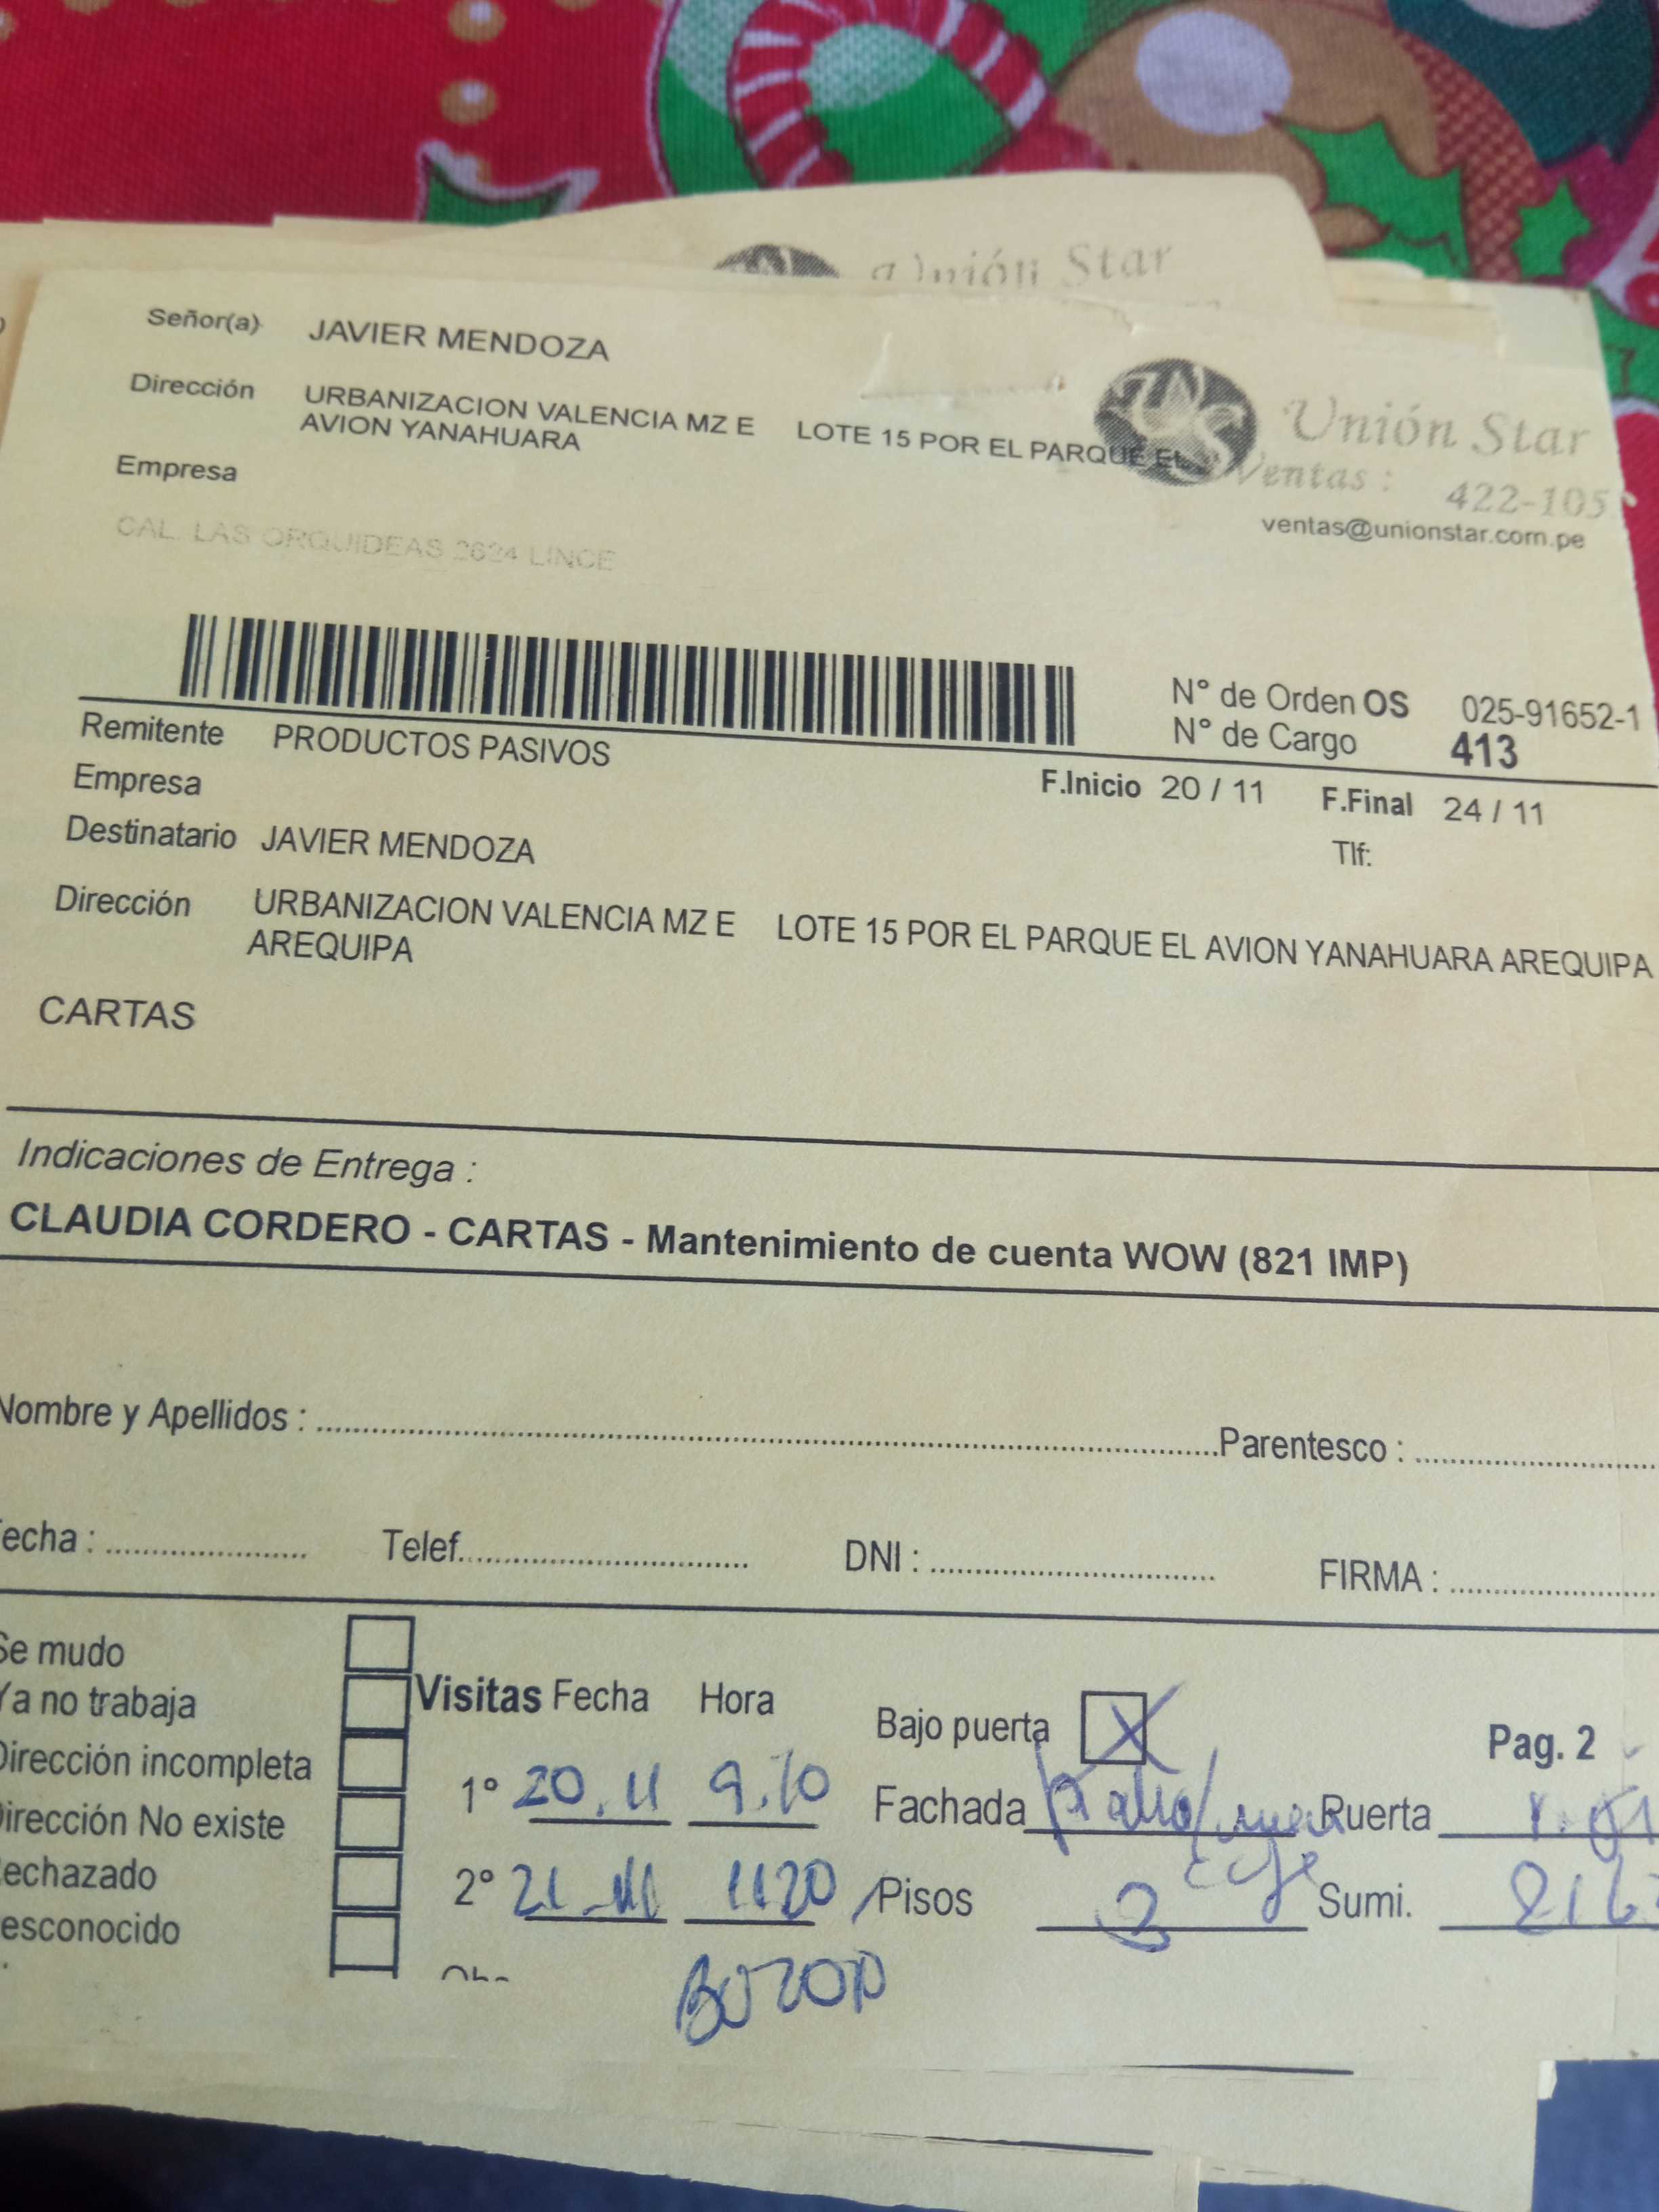 Unión Star
Señor(a) JAVIER MENDOZA
Dirección URBANIZACION VALENCIA MZ E LOTE 15 POR EL PARQUE EL
AVION YANAHUARA
Empresa
Unión Star
Ventas : 422-105
ventas@unionstar.com.pe
CAL. LAS ORQUIDEAS 2624 LINCE
N° de Orden OS 025-91652-1
N° de Cargo 413
Remitente PRODUCTOS PASIVOS
Empresa
F.Inicio 20 / 11 F.Final 24 / 11
Destinatario JAVIER MENDOZA
Tlf:
Dirección URBANIZACION VALENCIA MZ E LOTE 15 POR EL PARQUE EL AVION YANAHUARA AREQUIPA
AREQUIPA
CARTAS
Indicaciones de Entrega :
CLAUDIA CORDERO - CARTAS - Mantenimiento de cuenta WOW (821 IMP)
Nombre y Apellidos : Parentesco :
echa : Telef. DNI : FIRMA :
Se mudo
Ya no trabaja
Dirección incompleta
Dirección No existe
echazado
esconocido
Visitas Fecha Hora
1° 20.11 9.10
2° 21-11 1120
Bajo puerta X
Pag. 2
Fachada Puerta
Pisos 3 Sumi.